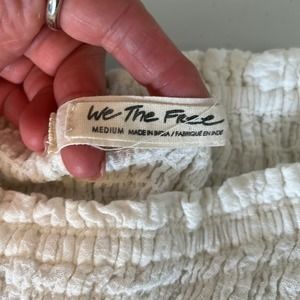 We The Free
MEDIUM MADE IN INDIA / FABRIQUÉ EN INDE